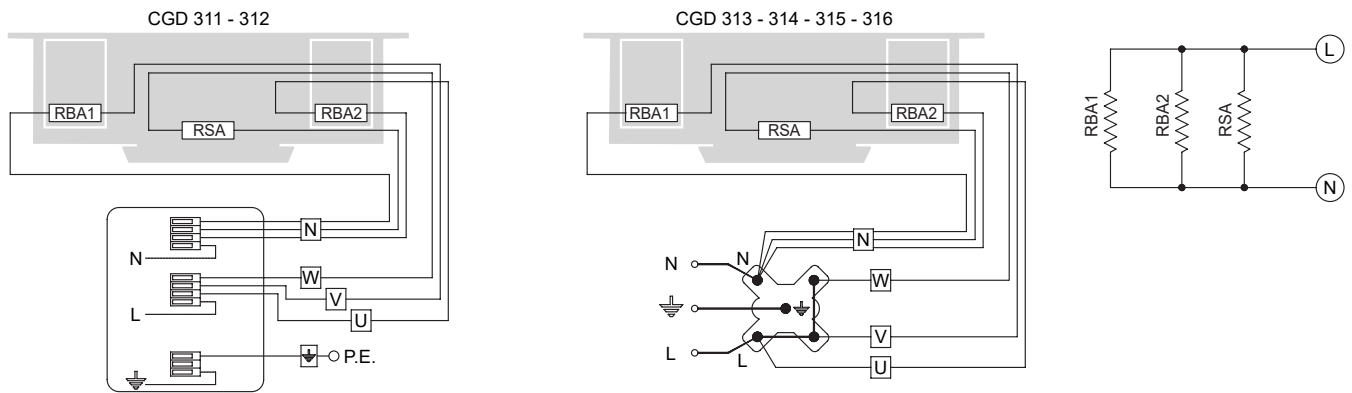 CGD 311 - 312
CGD 313 - 314 - 315 - 316
RBA1
RBA2
RSA
N
N
W
V
L
U
P.E.
RBA1
RBA2
RSA
N
N
N
W
V
L
L
U
L
RBA1
RBA2
RSA
N